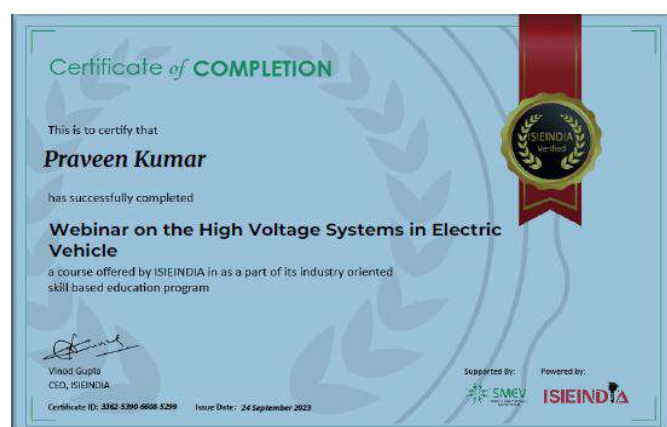 Certificate of COMPLETION
This is to certify that
Praveen Kumar
has successfully completed
Webinar on the High Voltage Systems in Electric
Vehicle
a course offered by ISIEINDIA in as a part of its industry oriented
skill based education program
ISIEINDIA
Verified
Vinod Gupta
CEO, ISIEINDIA
Certificate ID: 3362-5390-6608-5299 Issue Date: 24 September 2023
Supported By:
SMEV
Powered by:
ISIEINDIA